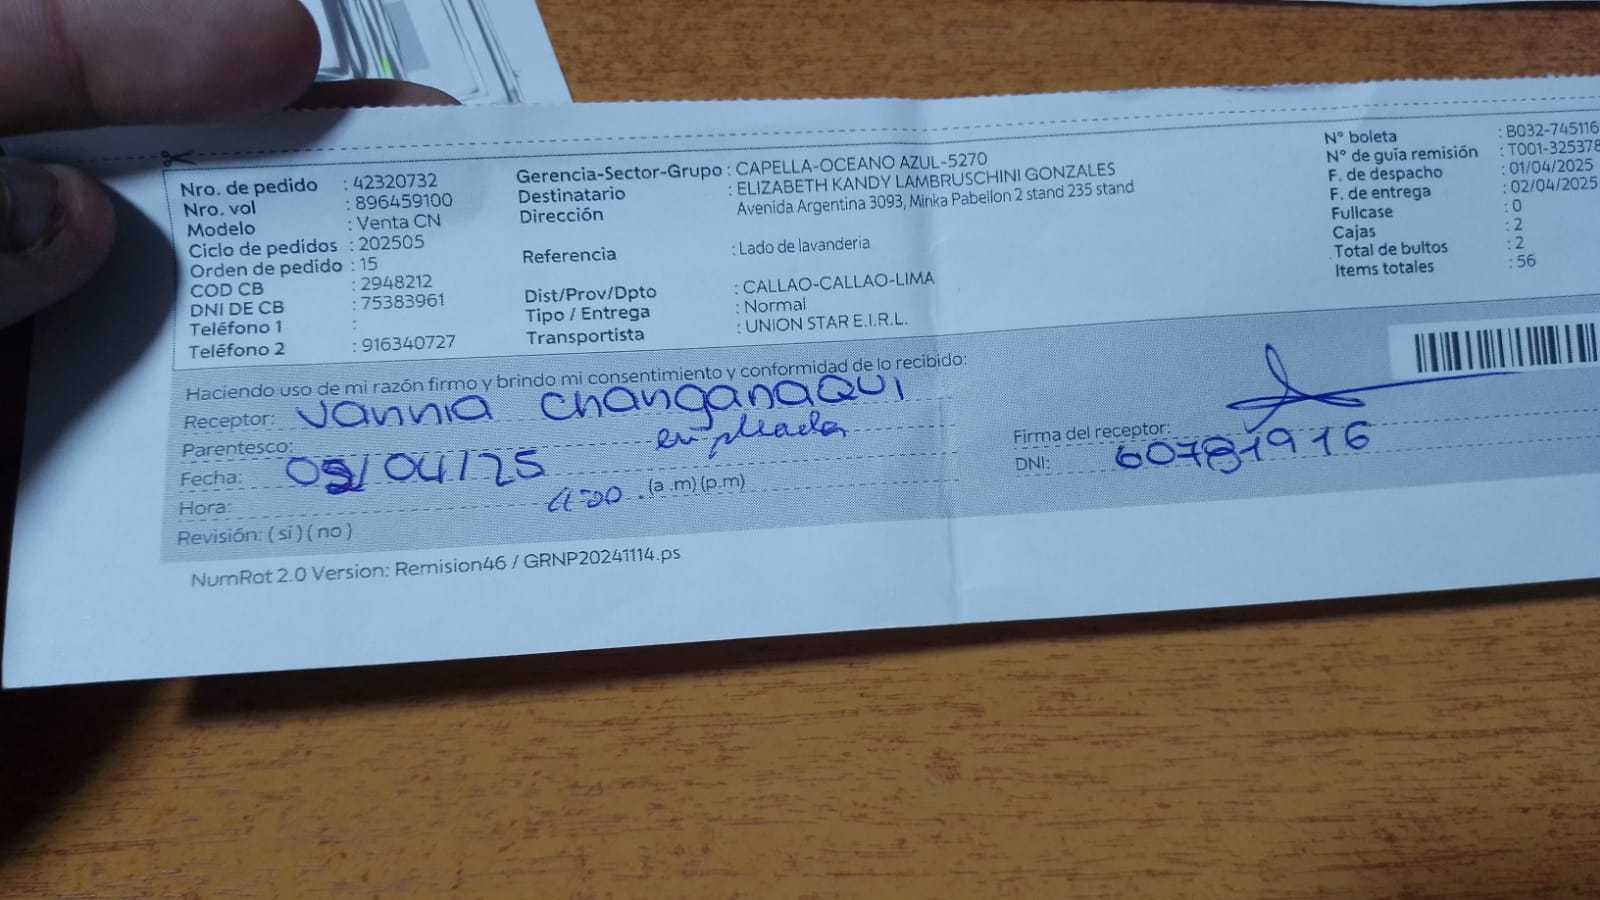 Nro. de pedido : 42320732
Nro. vol : 896459100
Modelo : Venta CN
Ciclo de pedidos : 202505
Orden de pedido : 15
COD CB : 2948212
DNI DE CB : 75383961
Teléfono 1 :
Teléfono 2 : 916340727
Gerencia-Sector-Grupo : CAPELLA-OCEANO AZUL-5270
Destinatario : ELIZABETH KANDY LAMBRUSCHINI GONZALES
Dirección Avenida Argentina 3093, Minka Pabellon 2 stand 235 stand
Referencia : Lado de lavanderia
Dist/Prov/Dpto : CALLAO-CALLAO-LIMA
Tipo / Entrega : Normal
Transportista : UNION STAR E.I.R.L.
N° boleta : B032-745116
N° de guía remisión : T001-325378
F. de despacho : 01/04/2025
F. de entrega : 02/04/2025
Fullcase : 0
Cajas : 2
Total de bultos : 2
Items totales : 56
Haciendo uso de mi razón firmo y brindo mi consentimiento y conformidad de lo recibido:
Receptor: Vannia Changanaqui
Parentesco: empleada
Fecha: /04/25
Hora: (a .m) (p.m)
Revisión: ( si ) ( no )
Firma del receptor:
DNI: 60781916
NumRot 2.0 Version: Remision46 / GRNP20241114.ps